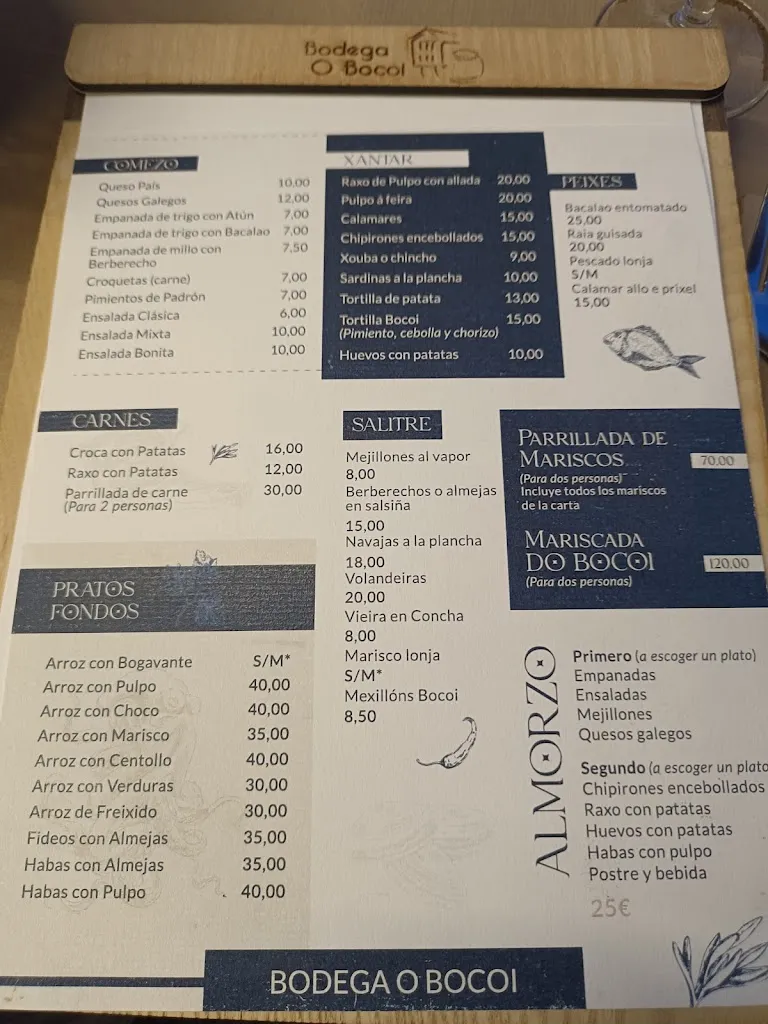 Bodega
O Bocoi
COMEZO
Queso País 10,00
Quesos Galegos 12,00
Empanada de trigo con Atún 7,00
Empanada de trigo con Bacalao 7,00
Empanada de millo con 7,50
Berberecho
Croquetas (carne) 7,00
Pimientos de Padrón 7,00
Ensalada Clásica 6,00
Ensalada Mixta 10,00
Ensalada Bonita 10,00
XANTAR
Raxo de Pulpo con allada 20,00
Pulpo á feira 20,00
Calamares 15,00
Chipirones encebollados 15,00
Xouba o chincho 9,00
Sardinas a la plancha 10,00
Tortilla de patata 13,00
Tortilla Bocoi 15,00
(Pimiento, cebolla y chorizo)
Huevos con patatas 10,00
PEIXES
Bacalao entomatado
25,00
Raia guisada
20,00
Pescado lonja
S/M
Calamar allo e prixel
15,00
CARNES
Croca con Patatas 16,00
Raxo con Patatas 12,00
Parrillada de carne 30,00
(Para 2 personas)
PRATOS
FONDOS
Arroz con Bogavante S/M*
Arroz con Pulpo 40,00
Arroz con Choco 40,00
Arroz con Marisco 35,00
Arroz con Centollo 40,00
Arroz con Verduras 30,00
Arroz de Freixido 30,00
Fideos con Almejas 35,00
Habas con Almejas 35,00
Habas con Pulpo . 40,00
SALITRE
Mejillones al vapor
8,00
Berberechos o almejas
en salsiña
15,00
Navajas a la plancha
18,00
Volandeiras
20,00
Vieira en Concha
8,00
Marisco lonja
S/M*
Mexillóns Bocoi
8,50
PARRILLADA DE
MARISCOS 70,00
(Para dos personas)
Incluye todos los mariscos
de la carta
MARISCADA
DO BOCOI 120,00
(Para dos personas)
ALMORZO
Primero (a escoger un plato)
Empanadas
Ensaladas
Mejillones
Quesos galegos
Segundo (a escoger un plato
Chipirones encebollados
Raxo con patatas
Huevos con patatas
Habas con pulpo
Postre y bebida
25€
BODEGA O BOCOI